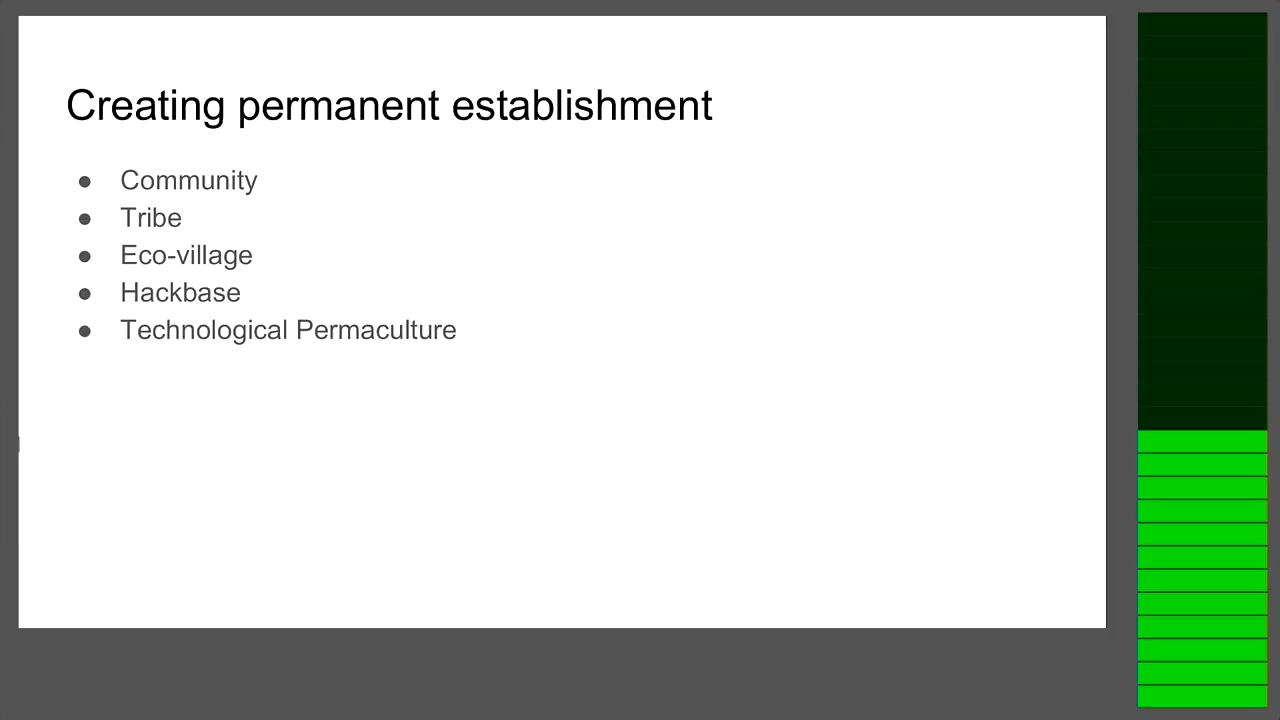 Creating permanent establishment
● Community
● Tribe
● Eco-village
● Hackbase
● Technological Permaculture